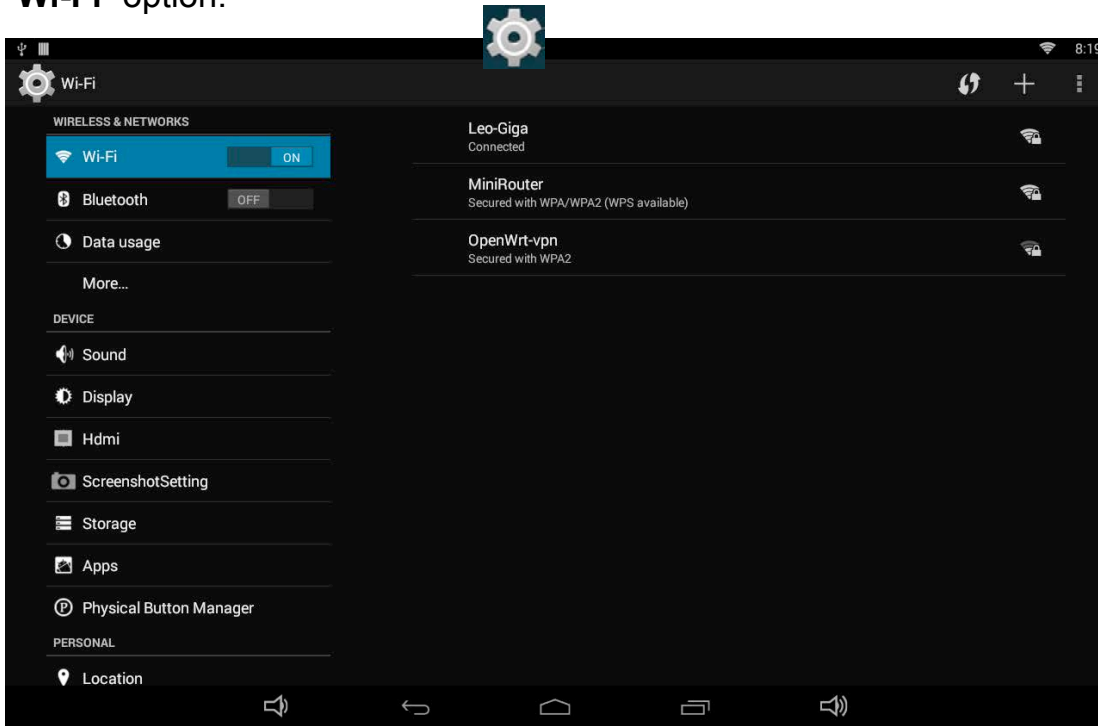 Wi-Fi option.
8:19
Wi-Fi
WIRELESS & NETWORKS
Wi-Fi ON
Bluetooth OFF
Data usage
More...
DEVICE
Sound
Display
Hdmi
ScreenshotSetting
Storage
Apps
Physical Button Manager
PERSONAL
Location
Leo-Giga
Connected
MiniRouter
Secured with WPA/WPA2 (WPS available)
OpenWrt-vpn
Secured with WPA2